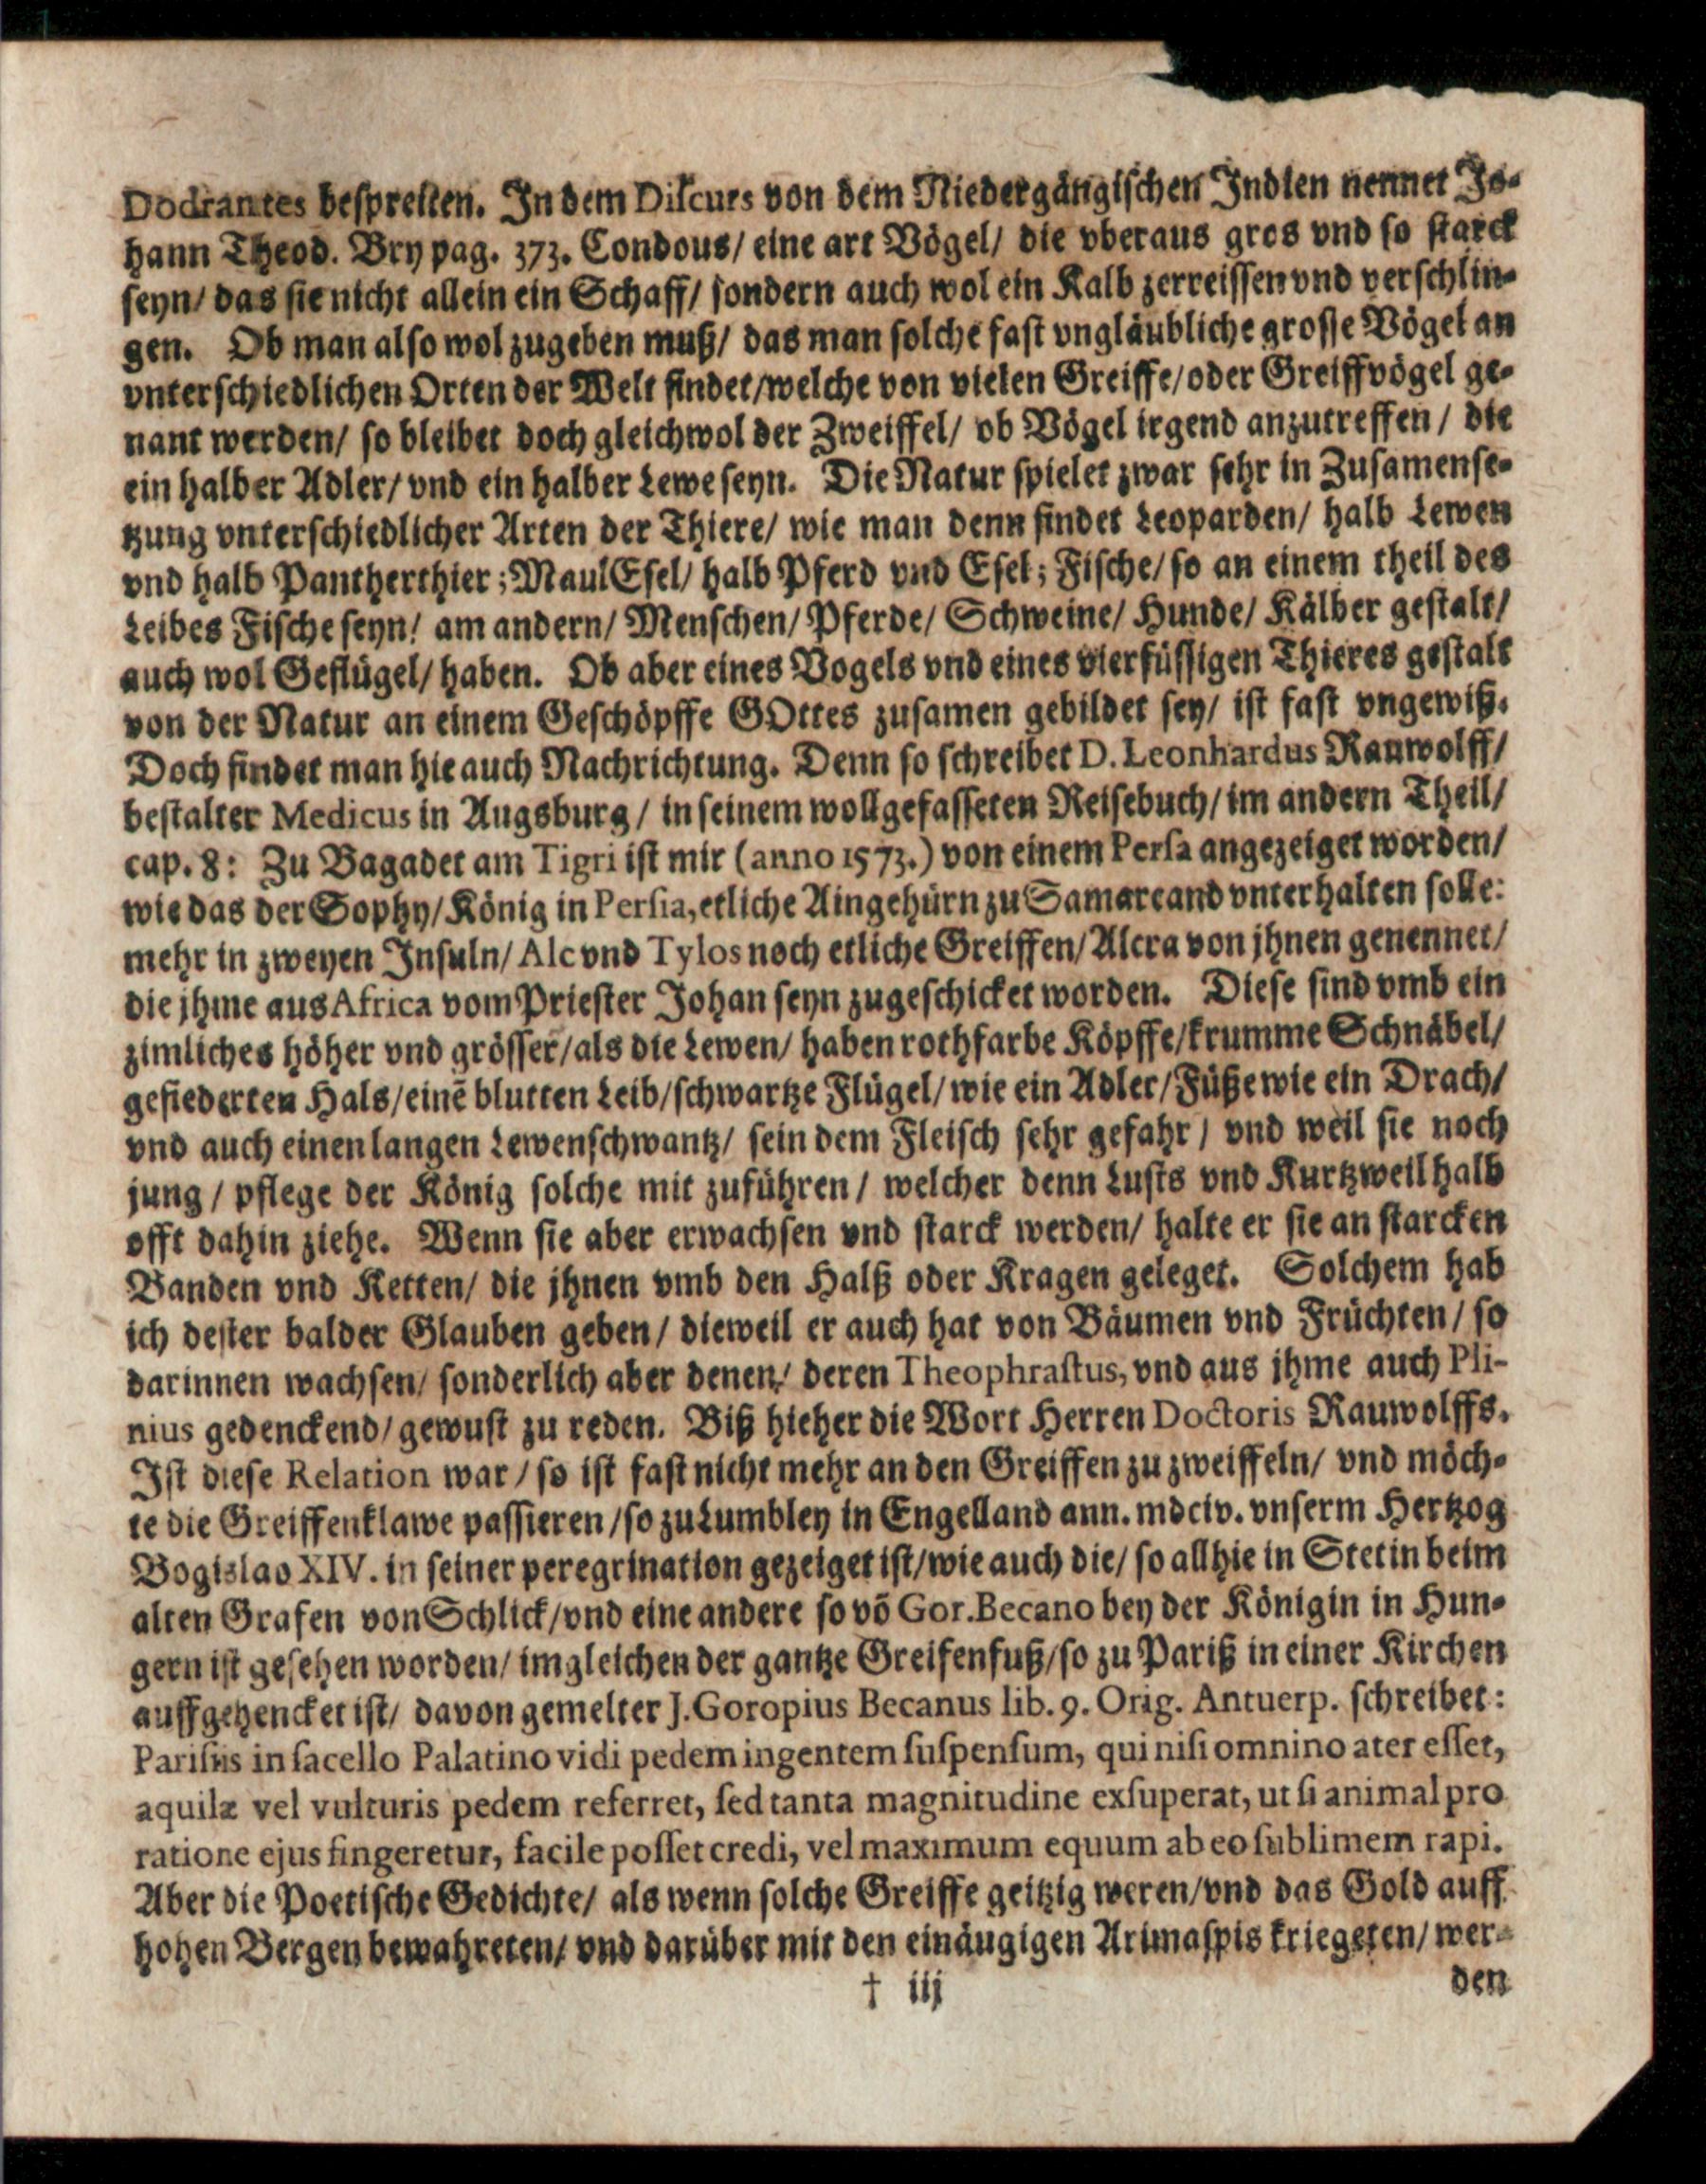 Dodrantes bespreiten. In dem Discurs von dem Niedergängischen Indien nennet Jo-
hann Theod. Bry pag. 373. Condous/ eine art Vögel/ die vberaus gros vnd so starck
seyn/ das sie nicht allein ein Schaff/ sondern auch wol ein Kalb zerreissen vnd verschlin-
gen. Ob man also wol zugeben muß/ das man solche fast vngläubliche grosse Vögel an
vnterschiedlichen Orten der Welt findet/welche von vielen Greiffe/oder Greiffvögel ge-
nant werden/ so bleibet doch gleichwol der Zweiffel/ ob Vögel irgend anzutreffen / die
ein halber Adler/ vnd ein halber Lewe seyn. Die Natur spielet zwar sehr in Zusamense-
tzung vnterschiedlicher Arten der Thiere/ wie man denn findet Leoparden/ halb Lewen
vnd halb Pantherthier ; MaulEsel/ halb Pferd vnd Esel ; Fische/ so an einem theil des
Leibes Fische seyn/ am andern/ Menschen/ Pferde/ Schweine/ Hunde/ Kälber gestalt/
auch wol Geflügel/ haben. Ob aber eines Vogels vnd eines vierfüssigen Thieres gestalt
von der Natur an einem Geschöpffe GOttes zusamen gebildet sey/ ist fast vngewiß.
Doch findet man hie auch Nachrichtung. Denn so schreibet D. Leonhardus Rauwolff/
bestalter Medicus in Augsburg / in seinem wollgefasseten Reisebuch/ im andern Theil/
cap. 8 : Zu Bagadet am Tigri ist mir (anno 1573.) von einem Persa angezeiget worden/
wie das der Sophy/ König in Persia, etliche Aingehürn zu Samarcand vnterhalten solle:
mehr in zweyen Insuln/ Alc vnd Tylos noch etliche Greiffen/ Alcra von jhnen genennet/
die jhme aus Africa vom Priester Johan seyn zugeschicket worden. Diese sind vmb ein
zimliches höher vnd grösser/als die Lewen/ haben rothfarbe Köpffe/krumme Schnäbel/
gefiederten Hals/einē blutten Leib/schwartze Flügel/ wie ein Adler/Füße wie ein Drach/
vnd auch einen langen Lewenschwantz/ sein dem Fleisch sehr gefahr / vnd weil sie noch
jung / pflege der König solche mit zuführen / welcher denn Lusts vnd Kurtzweil halb
offt dahin ziehe. Wenn sie aber erwachsen vnd starck werden/ halte er sie an starcken
Banden vnd Ketten/ die jhnen vmb den Halß oder Kragen geleget. Solchem hab
ich dester balder Glauben geben/ dieweil er auch hat von Bäumen vnd Früchten / so
darinnen wachsen/ sonderlich aber denen/ deren Theophrastus, vnd aus jhme auch Pli-
nius gedenckend/ gewust zu reden. Biß hieher die Wort Herren Doctoris Rauwolffs.
Ist diese Relation war / so ist fast nicht mehr an den Greiffen zu zweiffeln/ vnd möch-
te die Greiffenklawe passieren /so zu Lumbley in Engelland ann. mdciv. vnserm Hertzog
Bogislao XIV. in seiner peregrination gezeiget ist/wie auch die/ so allhie in Stetin beim
alten Grafen von Schlick/vnd eine andere so võ Gor. Becano bey der Königin in Hun-
gern ist gesehen worden/ imgleichen der gantze Greifenfuß/so zu Pariß in einer Kirchen
auffgehencket ist/ davon gemelter J. Goropius Becanus lib. 9. Orig. Antuerp. schreibet:
Parisiis in sacello Palatino vidi pedem ingentem suspensum, qui nisi omnino ater esset,
aquilæ vel vulturis pedem referret, sed tanta magnitudine exsuperat, ut si animal pro
ratione ejus fingeretur, facile posset credi, vel maximum equum ab eo sublimem rapi.
Aber die Poetische Gedichte/ als wenn solche Greiffe geitzig weren/vnd das Gold auff
hohen Bergen bewahreten/ vnd darüber mit den einäugigen Arimaspis kriegeten/ wer-
† iij
den